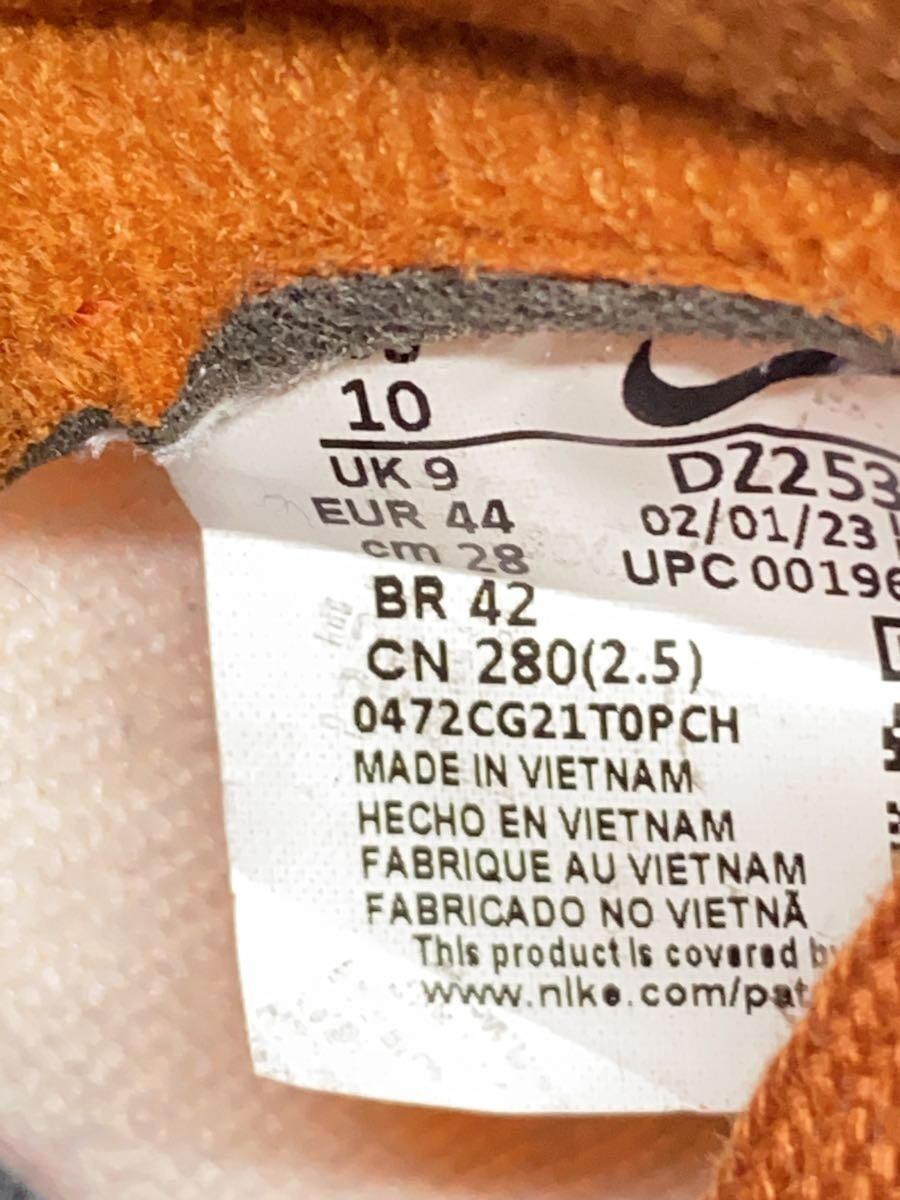 10
UK 9
EUR 44
cm 28
BR 42
CN 280(2.5)
0472CG21T0PCH
MADE IN VIETNAM
HECHO EN VIETNAM
FABRIQUE AU VIETNAM
FABRICADO NO VIETNÃ
This product is covered by
www.nike.com/pat
DZ253
02/01/23
UPC 00196